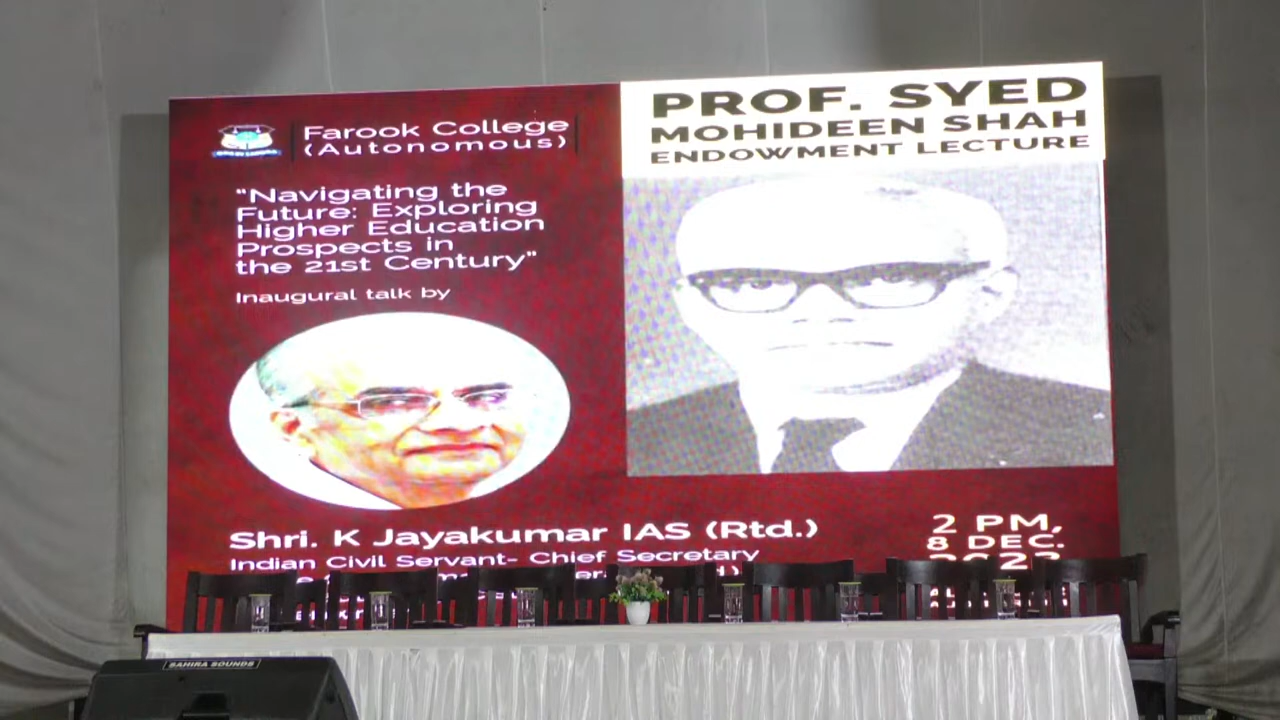 Farook College
(Autonomous)
"Navigating the
Future: Exploring
Higher Education
Prospects in
the 21st Century"
Inaugural talk by
Shri. K Jayakumar IAS (Rtd.)
Indian Civil Servant- Chief Secretary
PROF. SYED
MOHIDEEN SHAH
ENDOWMENT LECTURE
2 PM,
8 DEC.
SAHIRA SOUNDS